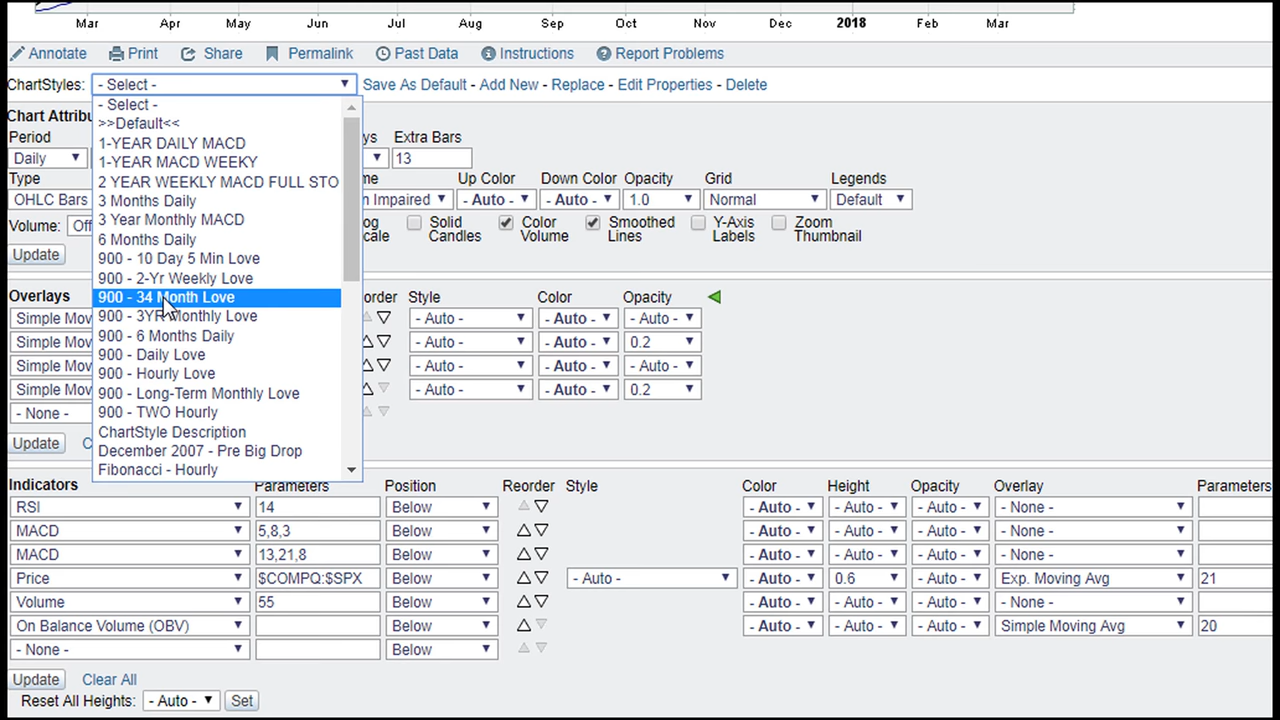 Mar Apr May Jun Jul Aug Sep Oct Nov Dec 2018 Feb Mar
Annotate Print Share Permalink Past Data Instructions Report Problems
ChartStyles: - Select - Save As Default - Add New - Replace - Edit Properties - Delete
- Select -
>>Default<<
1-YEAR DAILY MACD
1-YEAR MACD WEEKY
2 YEAR WEEKLY MACD FULL STO
3 Months Daily
3 Year Monthly MACD
6 Months Daily
900 - 10 Day 5 Min Love
900 - 2-Yr Weekly Love
900 - 34 Month Love
900 - 3YR Monthly Love
900 - 6 Months Daily
900 - Daily Love
900 - Hourly Love
900 - Long-Term Monthly Love
900 - TWO Hourly
ChartStyle Description
December 2007 - Pre Big Drop
Fibonacci - Hourly
Chart Attribu
Period ys Extra Bars
Daily 13
Type me Up Color Down Color Opacity Grid Legends
OHLC Bars n Impaired - Auto - - Auto - 1.0 Normal Default
Volume: Off og Solid Color Smoothed Y-Axis Zoom
cale Candles Volume Lines Labels Thumbnail
Update
Overlays order Style Color Opacity
Simple Mov - Auto - - Auto - - Auto -
Simple Mov - Auto - - Auto - 0.2
Simple Mov - Auto - - Auto - - Auto -
Simple Mov - Auto - - Auto - 0.2
- None -
Update C
Indicators Parameters Position Reorder Style Color Height Opacity Overlay Parameters
RSI 14 Below - Auto - - Auto - - Auto - - None -
MACD 5,8,3 Below - Auto - - Auto - - Auto - - None -
MACD 13,21,8 Below - Auto - - Auto - - Auto - - None -
Price $COMPQ:$SPX Below - Auto - - Auto - 0.6 - Auto - Exp. Moving Avg 21
Volume 55 Below - Auto - - Auto - - Auto - - None -
On Balance Volume (OBV) Below - Auto - - Auto - - Auto - Simple Moving Avg 20
- None - Below
Update Clear All
Reset All Heights: - Auto - Set